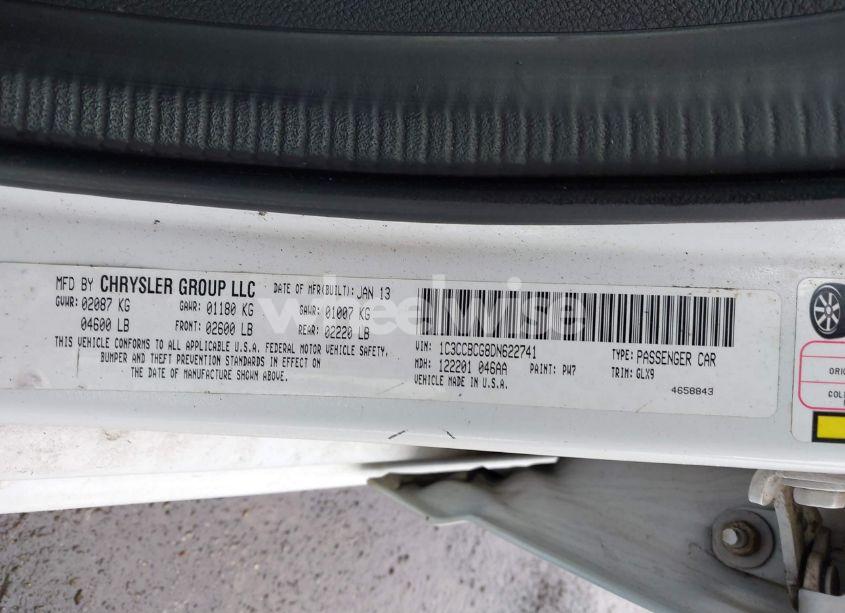 MFD BY CHRYSLER GROUP LLC DATE OF MFR(BUILT): JAN 13
GVWR: 02087 KG GAWR: 01180 KG GAWR: 01007 KG
04600 LB FRONT: 02600 LB REAR: 02220 LB
THIS VEHICLE CONFORMS TO ALL APPLICABLE U.S.A. FEDERAL MOTOR VEHICLE SAFETY,
BUMPER AND THEFT PREVENTION STANDARDS IN EFFECT ON
THE DATE OF MANUFACTURE SHOWN ABOVE.
VIN: 1C3CCBCG8DN622741 TYPE: PASSENGER CAR
MDH: 122201 046AA PAINT: PW7 TRIM: GLX9
VEHICLE MADE IN U.S.A. 4658843
wheelwise
ORIG
COLD